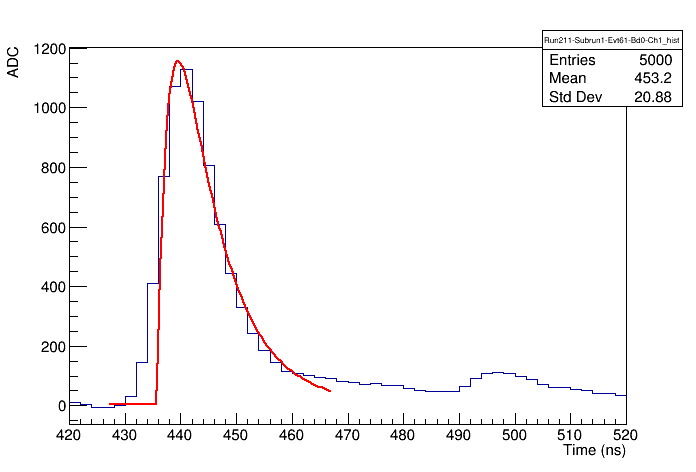 Run211-Subrun1-Evt61-Bd0-Ch1_hist
Entries 5000
Mean 453.2
Std Dev 20.88
ADC
1200
1000
800
600
400
200
0
420 430 440 450 460 470 480 490 500 510 520
Time (ns)